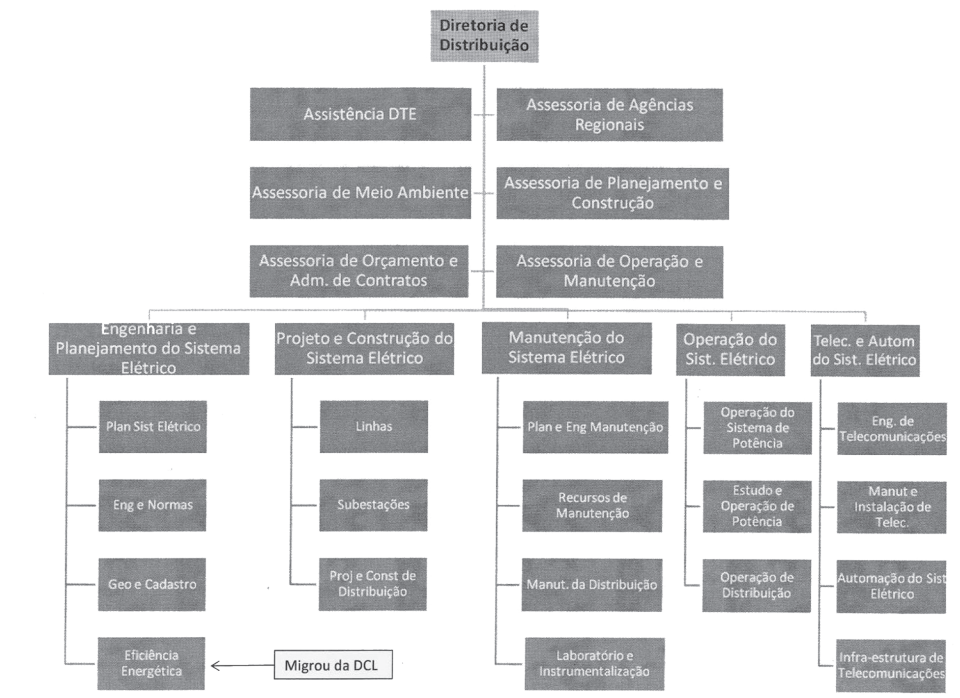 Diretoria de
Distribuição
Assistência DTE
Assessoria de Agências
Regionais
Assessoria de Meio Ambiente
Assessoria de Planejamento e
Construção
Assessoria de Orçamento e
Adm. de Contratos
Assessoria de Operação e
Manutenção
Engenharia e
Planejamento do Sistema
Elétrico
Plan Sist Elétrico
Eng e Normas
Geo e Cadastro
Eficiência
Energética
Migrou da DCL
Projeto e Construção do
Sistema Elétrico
Linhas
Subestações
Proj e Const de
Distribuição
Manutenção do
Sistema Elétrico
Plan e Eng Manutenção
Recursos de
Manutenção
Manut. da Distribuição
Laboratório e
Instrumentalização
Operação do
Sist. Elétrico
Operação do
Sistema de
Potência
Estudo e
Operação de
Potência
Operação de
Distribuição
Telec. e Autom
do Sist. Elétrico
Eng. de
Telecomunicações
Manut e
Instalação de
Telec.
Automação do Sist
Elétrico
Infra-estrutura de
Telecomunicações